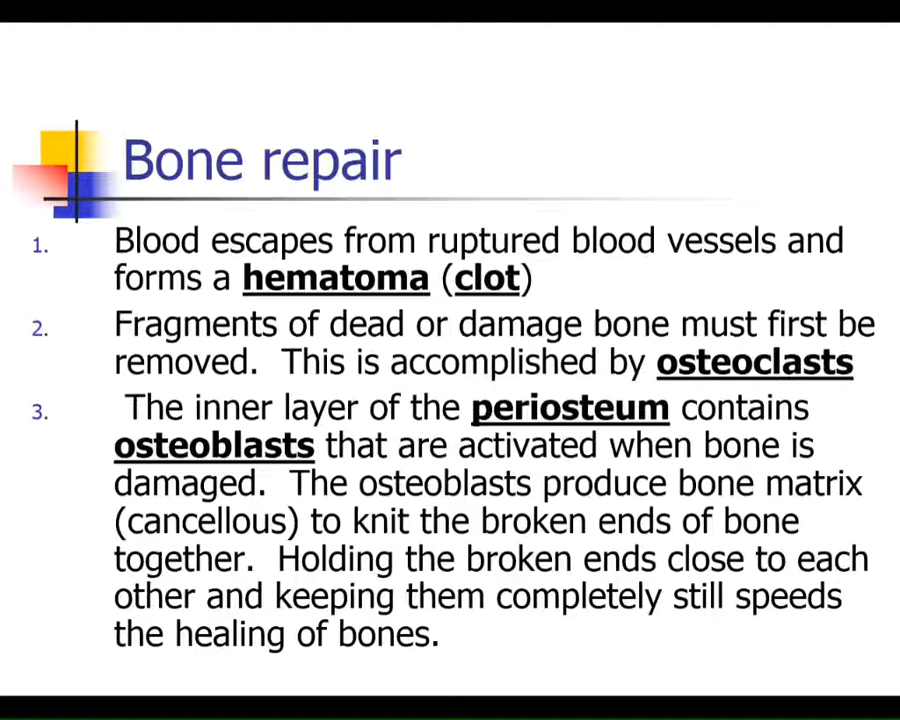 Bone repair
1. Blood escapes from ruptured blood vessels and
forms a hematoma (clot)
2. Fragments of dead or damage bone must first be
removed. This is accomplished by osteoclasts
3. The inner layer of the periosteum contains
osteoblasts that are activated when bone is
damaged. The osteoblasts produce bone matrix
(cancellous) to knit the broken ends of bone
together. Holding the broken ends close to each
other and keeping them completely still speeds
the healing of bones.